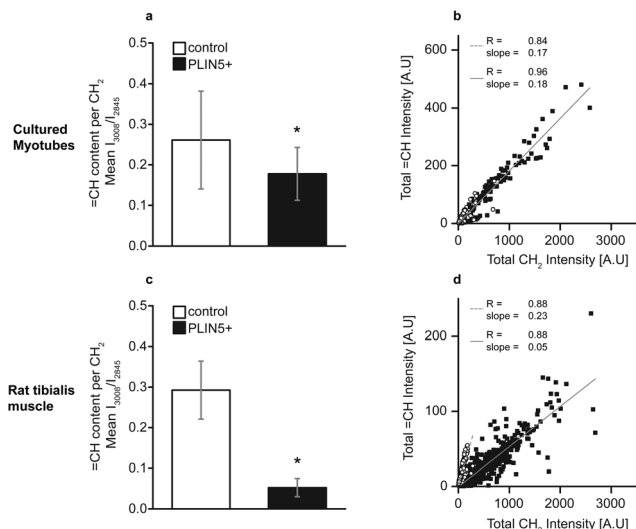 a
control
PLIN5+
=CH content per CH2
Mean I3008/I2845
0.5
0.4
0.3
0.2
0.1
0.0
*
Cultured
Myotubes
b
R = 0.84
slope = 0.17
R = 0.96
slope = 0.18
Total =CH Intensity [A.U]
600
400
200
0
0 1000 2000 3000
Total CH2 Intensity [A.U]
c
control
PLIN5+
=CH content per CH2
Mean I3008/I2845
0.5
0.4
0.3
0.2
0.1
0.0
*
Rat tibialis
muscle
d
R = 0.88
slope = 0.23
R = 0.88
slope = 0.05
Total =CH Intensity [A.U]
200
100
0
0 1000 2000 3000
Total CH2 Intensity [A.U]